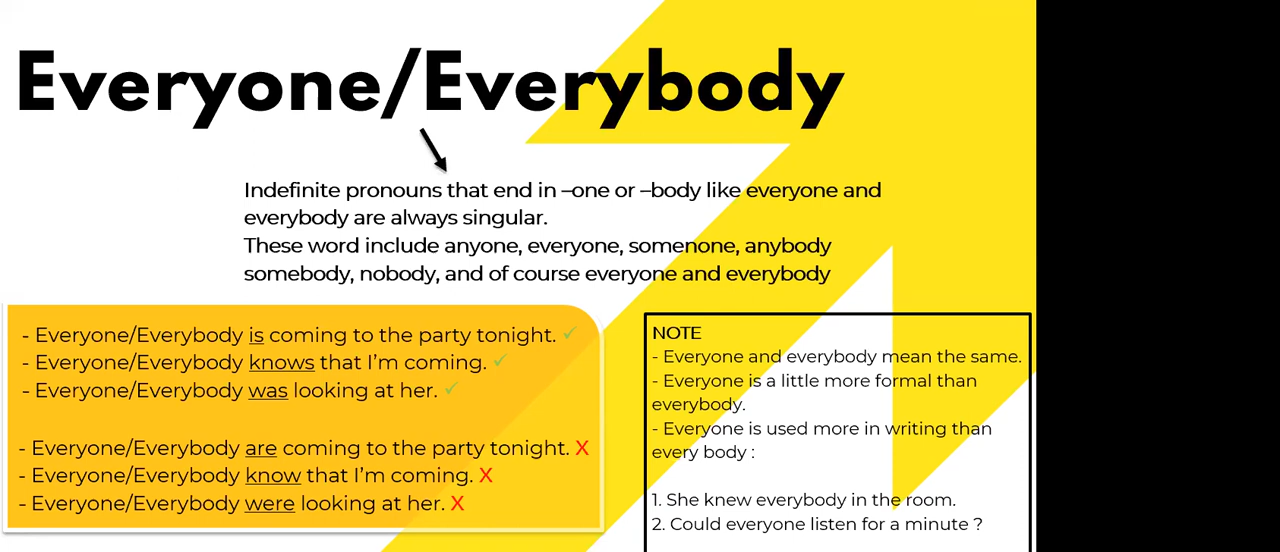 Everyone/Everybody
Indefinite pronouns that end in –one or –body like everyone and
everybody are always singular.
These word include anyone, everyone, somenone, anybody
somebody, nobody, and of course everyone and everybody
- Everyone/Everybody is coming to the party tonight. ✓
- Everyone/Everybody knows that I’m coming. ✓
- Everyone/Everybody was looking at her. ✓
- Everyone/Everybody are coming to the party tonight. X
- Everyone/Everybody know that I’m coming. X
- Everyone/Everybody were looking at her. X
NOTE
- Everyone and everybody mean the same.
- Everyone is a little more formal than
everybody.
- Everyone is used more in writing than
every body :
1. She knew everybody in the room.
2. Could everyone listen for a minute ?